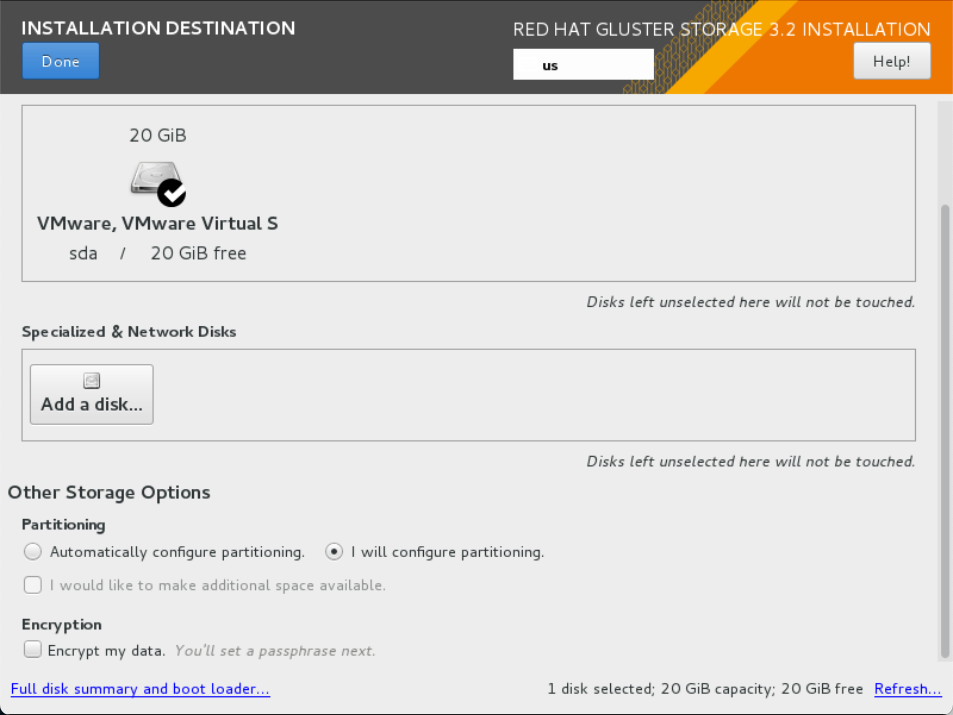 INSTALLATION DESTINATION
RED HAT GLUSTER STORAGE 3.2 INSTALLATION
Done
us
Help!
20 GiB
VMware, VMware Virtual S
sda / 20 GiB free
Disks left unselected here will not be touched.
Specialized & Network Disks
Add a disk...
Disks left unselected here will not be touched.
Other Storage Options
Partitioning
Automatically configure partitioning. I will configure partitioning.
I would like to make additional space available.
Encryption
Encrypt my data. You'll set a passphrase next.
Full disk summary and boot loader... 1 disk selected; 20 GiB capacity; 20 GiB free Refresh...